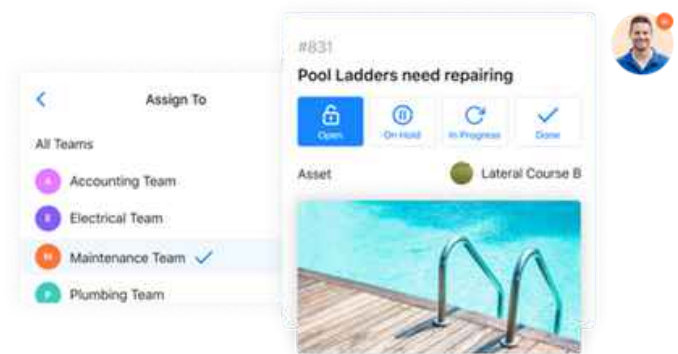 Assign To
All Teams
A Accounting Team
E Electrical Team
Maintenance Team
P Plumbing Team
#831
Pool Ladders need repairing
Open
On Hold
In Progress
Done
Asset
Lateral Course B